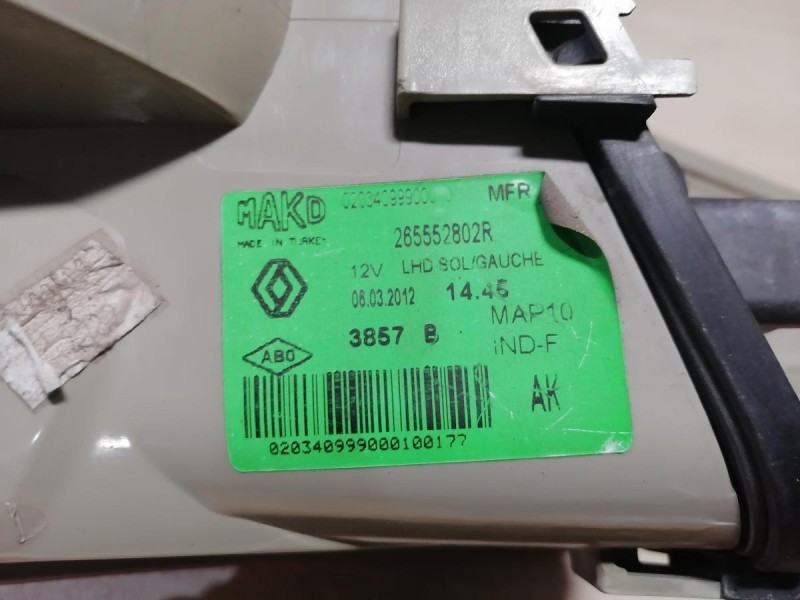 MAKO MFR
MADE IN TURKEY 265552802R
12V LHD SOL/GAUCHE
06.03.2012 14.45
MAP10
3857 B
IND-F
ABO
AK
020340999000100177